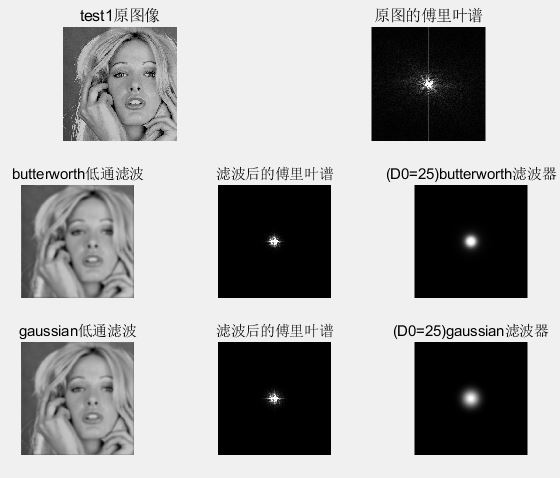 test1原图像
原图的傅里叶谱
butterworth低通滤波
滤波后的傅里叶谱
(D0=25)butterworth滤波器
gaussian低通滤波
滤波后的傅里叶谱
(D0=25)gaussian滤波器